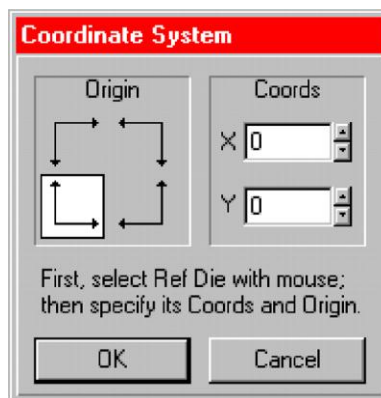 Coordinate System
Origin
Coords
X 0
Y 0
First, select Ref Die with mouse;
then specify its Coords and Origin.
OK
Cancel